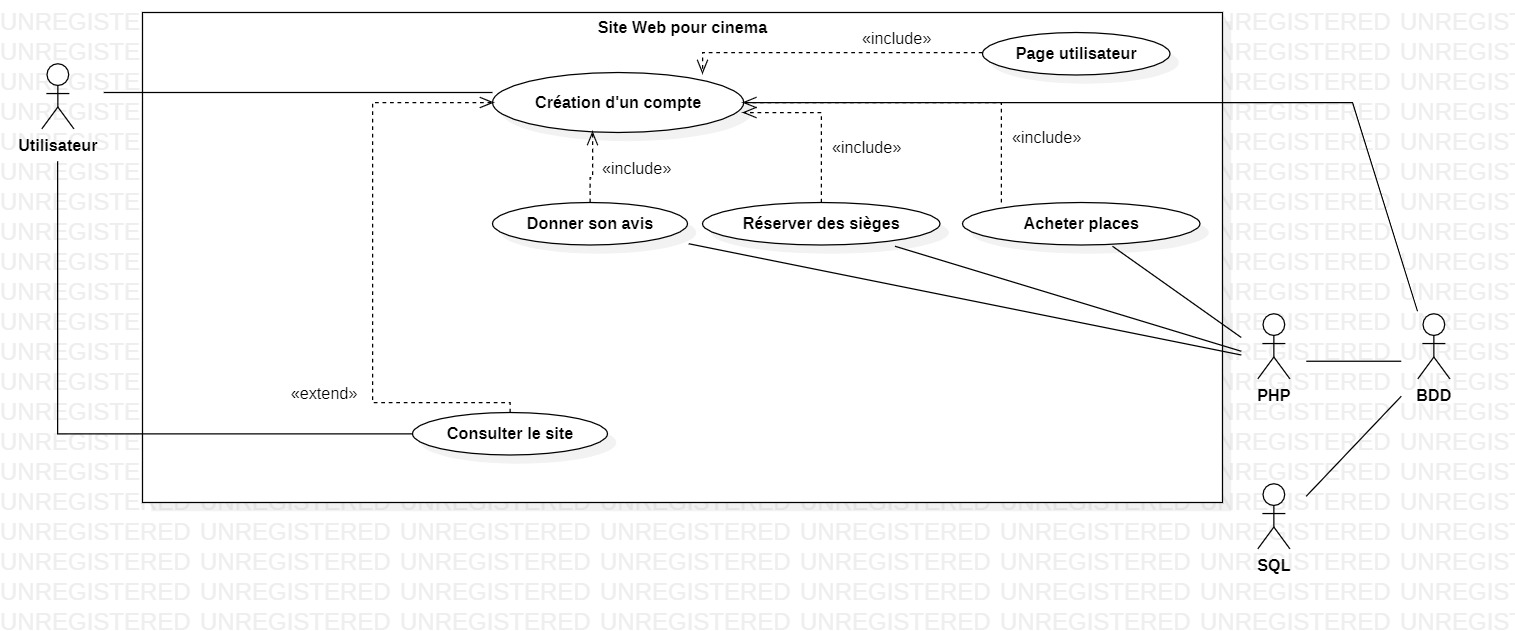 Site Web pour cinema
«include»
Page utilisateur
Création d'un compte
Utilisateur
«include»
«include»
«include»
Donner son avis
Réserver des sièges
Acheter places
«extend»
PHP
BDD
Consulter le site
SQL
UNREGISTERED UNREGISTERED UNREGISTERED UNREGISTERED UNREGISTERED UNREGISTERED UNREGISTERED